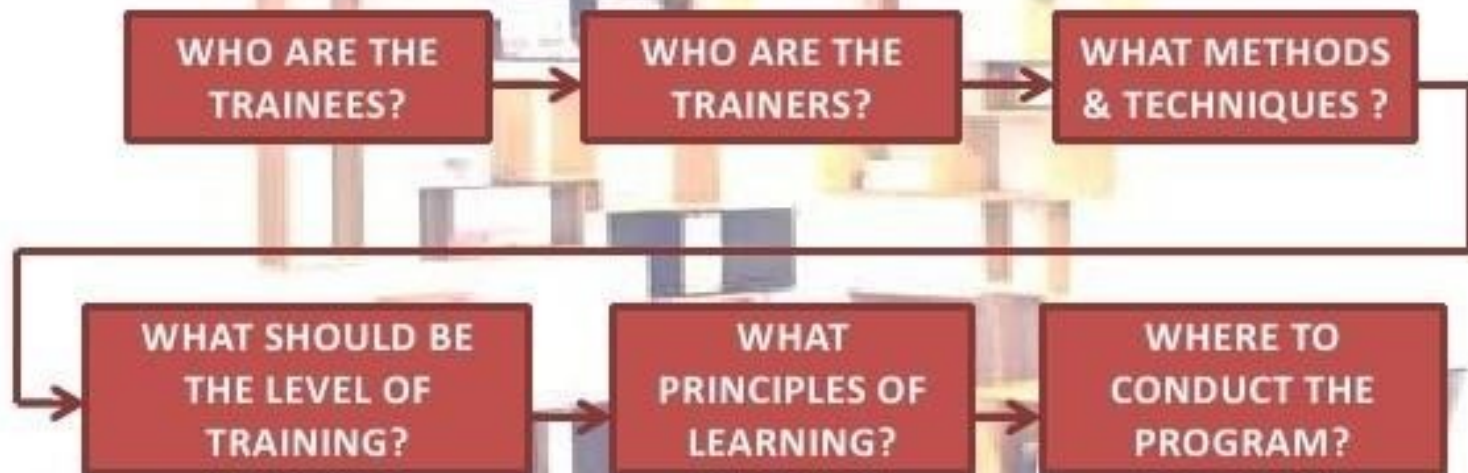 WHO ARE THE
TRAINEES?
WHO ARE THE
TRAINERS?
WHAT METHODS
& TECHNIQUES ?
WHAT SHOULD BE
THE LEVEL OF
TRAINING?
WHAT
PRINCIPLES OF
LEARNING?
WHERE TO
CONDUCT THE
PROGRAM?